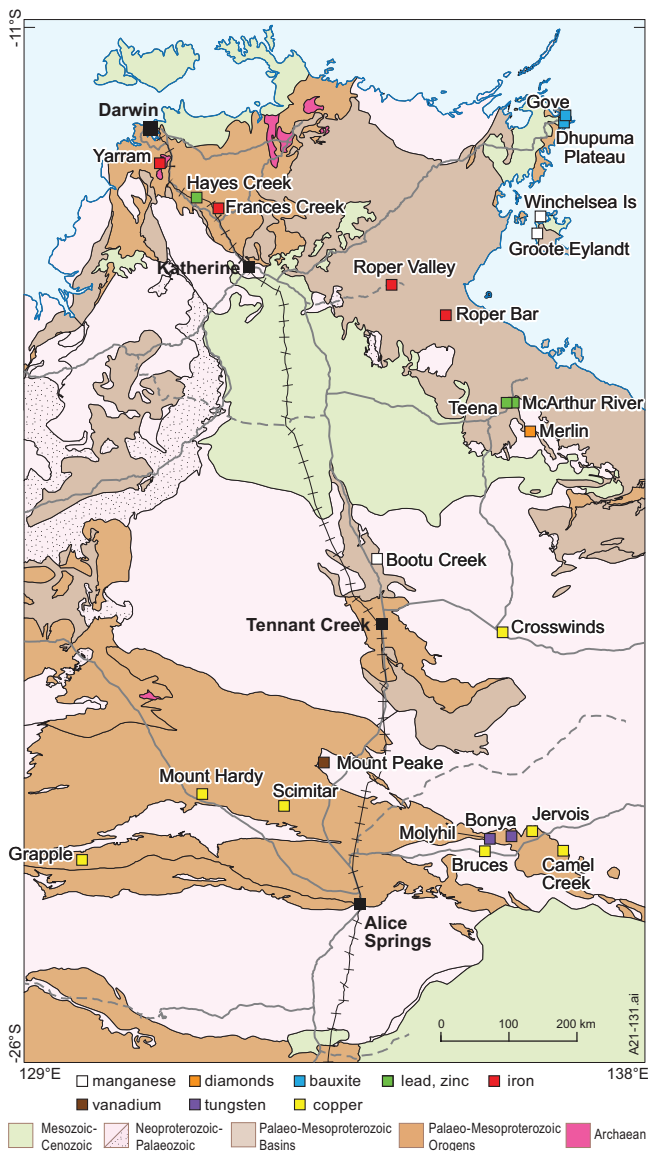 -11°S
Darwin
Gove
Dhupuma
Plateau
Yarram
Hayes Creek
Winchelsea Is
Frances Creek
Groote Eylandt
Katherine
Roper Valley
Roper Bar
Teena
McArthur River
Merlin
Bootu Creek
Tennant Creek
Crosswinds
Mount Peake
Mount Hardy
Scimitar
Jervois
Bonya
Molyhil
Grapple
Bruces
Camel
Creek
Alice
Springs
0 100 200 km
A21-131.ai
-26°S
129°E
138°E
manganese diamonds bauxite lead, zinc iron
vanadium tungsten copper
Mesozoic-
Cenozoic
Neoproterozoic-
Palaeozoic
Palaeo-Mesoproterozoic
Basins
Palaeo-Mesoproterozoic
Orogens
Archaean